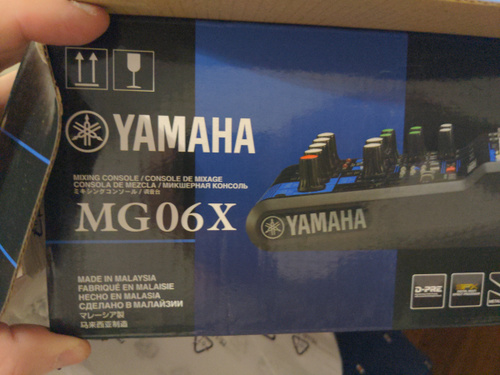 YAMAHA
MIXING CONSOLE / CONSOLE DE MIXAGE
CONSOLA DE MEZCLA / МИКШЕРНАЯ КОНСОЛЬ
ミキシングコンソール / 调音台
MG06X
YAMAHA
MADE IN MALAYSIA
FABRIQUÉ EN MALAISIE
HECHO EN MALASIA
СДЕЛАНО В МАЛАЙЗИИ
マレーシア製
马来西亚制造
D-PRE